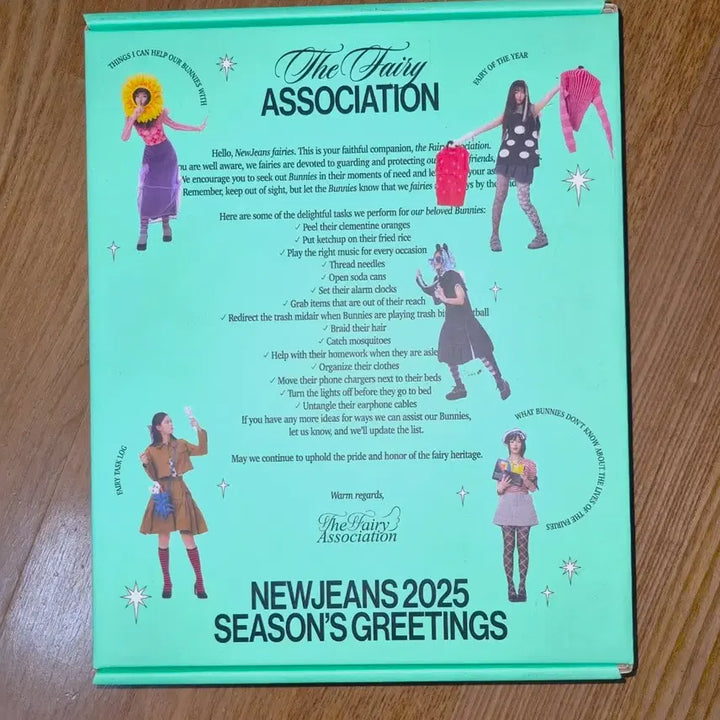 THINGS I CAN HELP OUR BUNNIES WITH
The Fairy
ASSOCIATION
FAIRY OF THE YEAR
Hello, NewJeans fairies. This is your faithful companion, the Fairy
you are well aware, we fairies are devoted to guarding and protecting friends,
We encourage you to seek out Bunnies in their moments of need and
Remember, keep out of sight, but let the Bunnies know that we fairies by the
Here are some of the delightful tasks we perform for our beloved Bunnies:
✓ Peel their clementine oranges
✓ Put ketchup on their fried rice
✓ Play the right music for every occasion
✓ Thread needles
✓ Open soda cans
✓ Set their alarm clocks
✓ Grab items that are out of their reach
✓ Redirect the trash midair when Bunnies are playing trash
✓ Braid their hair
✓ Catch mosquitoes
✓ Help with their homework when they are
✓ Organize their clothes
✓ Move their phone chargers next to their beds
✓ Turn the lights off before they go to bed
✓ Untangle their earphone cables
If you have any more ideas for ways we can assist our Bunnies,
let us know, and we'll update the list.
May we continue to uphold the pride and honor of the fairy heritage.
FAIRY TASK LOG
WHAT BUNNIES DON'T KNOW ABOUT THE LIVES OF THE FAIRIES
Warm regards,
The Fairy
Association
NEWJEANS 2025
SEASON'S GREETINGS